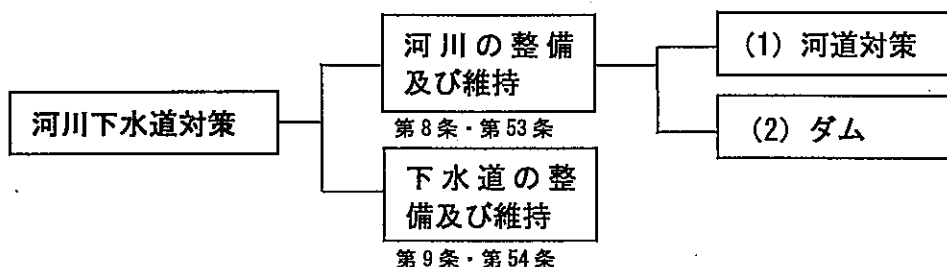 河川下水道対策
河川の整備
及び維持
第8条・第53条
下水道の整
備及び維持
第9条・第54条
(1) 河道対策
(2) ダム